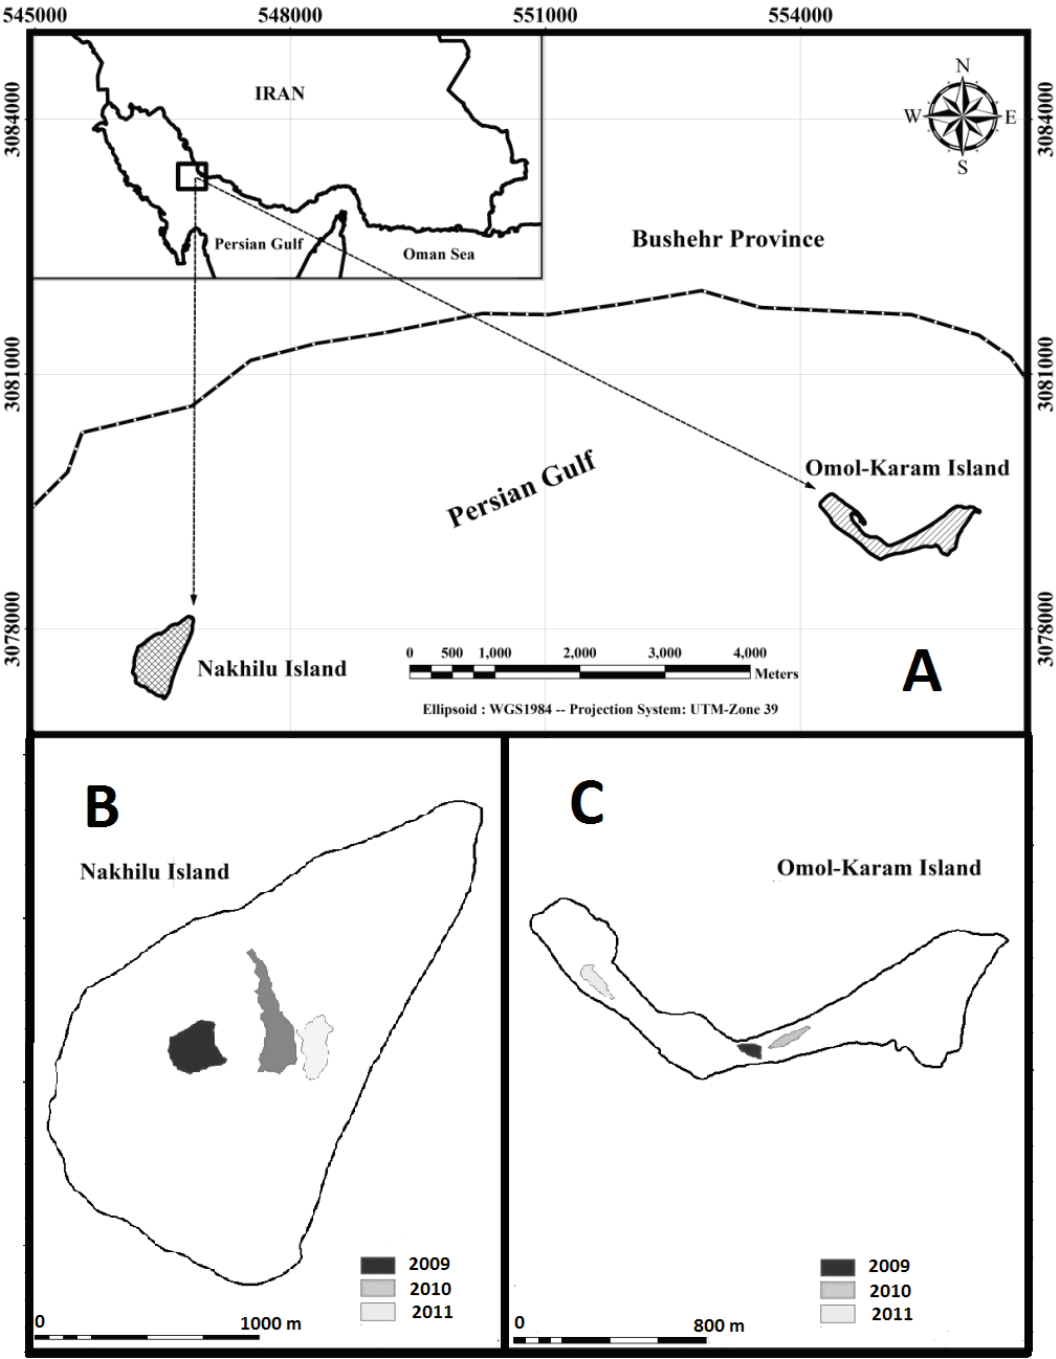 545000 548000 551000 554000
N
W E
S
3084000 3084000
IRAN
Persian Gulf
Oman Sea
Bushehr Province
3081000 3081000
Omol-Karam Island
Persian Gulf
3078000 3078000
Nakhilu Island
0 500 1,000 2,000 3,000 4,000
Meters
A
Ellipsoid : WGS1984 -- Projection System: UTM-Zone 39
B
Nakhilu Island
2009
2010
2011
0 1000 m
C
Omol-Karam Island
2009
2010
2011
0 800 m